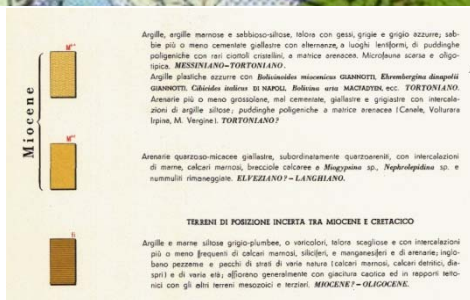 Miocene
Argille, argille marnose e sabbioso-siltose, talora con gessi, grigie e grigio azzurre; sab-
bie più o meno cementate giallastre con alternanze, a luoghi lentiformi, di puddinghe
poligeniche con rari ciottoli cristallini, a matrice arenacea. Microfauna scarsa e oligo-
tipica. MESSINIANO–TORTONIANO.
Argille plastiche azzurre con Bolivinoides miocenicus GIANNOTTI, Ehrenbergina dinapolii
GIANNOTTI, Cibicides italicus DI NAPOLI, Bolivina arta MACFADYEN, ecc. TORTONIANO.
Arenarie più o meno grossolane, mal cementate, giallastre e grigiastre con intercala-
zioni di argille siltose; puddinghe poligeniche a matrice arenacea (Canale, Volturara
Irpina, M. Vergine). TORTONIANO?
Arenarie quarzoso-micacee giallastre, subordinatamente quarzoareniti, con intercalazioni
di marne, calcari marnosi, brecciole calcaree a Miogypsina sp., Nephrolepidina sp. e
nummuliti rimaneggiate. ELVEZIANO? – LANGHIANO.
TERRENI DI POSIZIONE INCERTA TRA MIOCENE E CRETACICO
Argille e marne siltose grigio-plumbee, o varicolori, talora scagliose e con intercalazioni
più o meno frequenti di calcari marnosi, siliciferi, e manganesiferi e di arenarie; inglo-
bano pezzame e pacchi di strati di varia natura (calcari marnosi, calcari detritici, dia-
spri) e di varia età; affiorano generalmente con giacitura caotica ed in rapporti tetto-
nici con gli altri terreni mesozoici e terziari. MIOCENE? – OLIGOCENE.